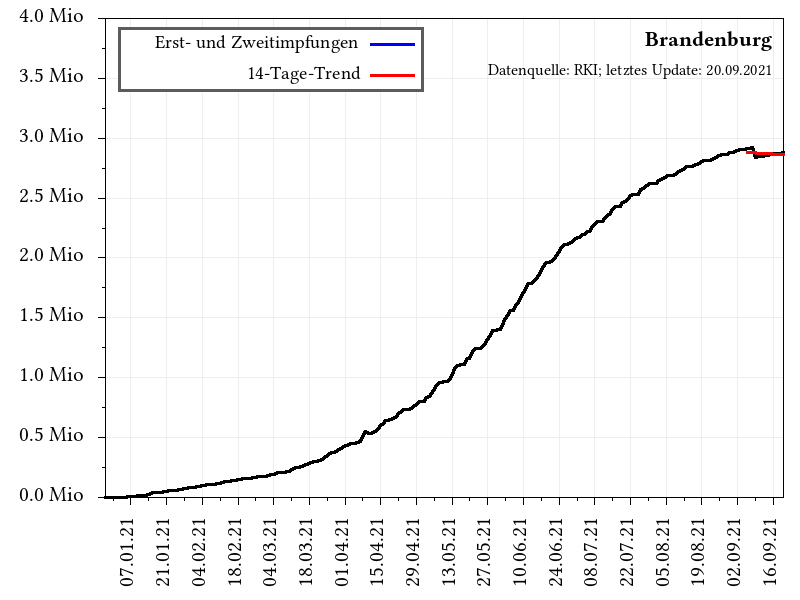 4.0 Mio
3.5 Mio
3.0 Mio
2.5 Mio
2.0 Mio
1.5 Mio
1.0 Mio
0.5 Mio
0.0 Mio
Erst- und Zweitimpfungen
14-Tage-Trend
Brandenburg
Datenquelle: RKI; letztes Update: 20.09.2021
07.01.21
21.01.21
04.02.21
18.02.21
04.03.21
18.03.21
01.04.21
15.04.21
29.04.21
13.05.21
27.05.21
10.06.21
24.06.21
08.07.21
22.07.21
05.08.21
19.08.21
02.09.21
16.09.21